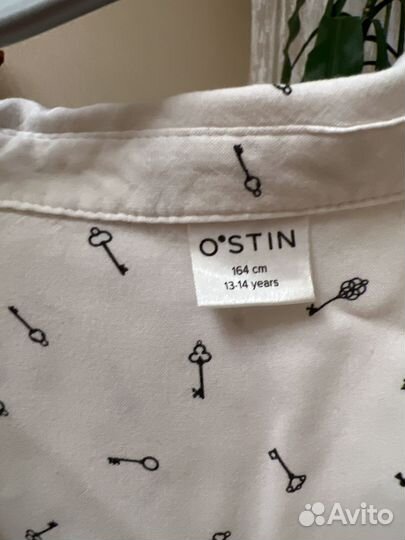 O'STIN
164 cm
13-14 years
Avito